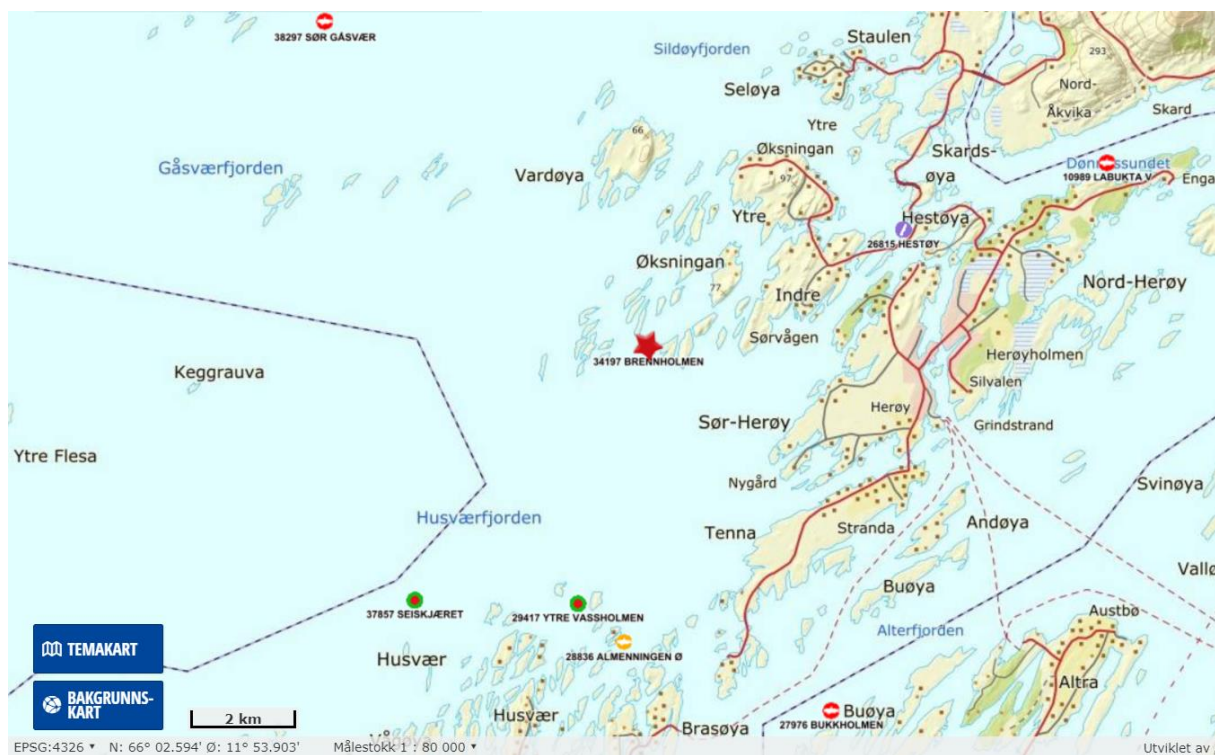 38297 SØR GÅSVÆR
Staulen
Sildøyfjorden
293
Seløya
Nord-
Åkvika
Skard
66
Ytre
Gåsværfjorden
Vardøya
Øksningan
Skards-
øya
10989 LABUKTA V
Enga
97
Ytre
Hestøya
26815 HESTØY
Øksningan
77
Indre
Nord-Herøy
Sørvågen
34197 BRENNHOLMEN
Herøyholmen
Keggrauva
Silvalen
Herøy
Sør-Herøy
Grindstrand
Ytre Flesa
Nygård
Svinøya
Husværfjorden
Tenna
Stranda
Andøya
Buøya
Vallø
37857 SEISKJÆRET
29417 YTRE VASSHOLMEN
Austbø
Alterfjorden
TEMAKART
Husvær
28836 ALMENNINGEN Ø
Altra
BAKGRUNNS-
KART
2 km
Husvær
27976 BUKKHOLMEN
Buøya
Brasøya
EPSG:4326 N: 66° 02.594' Ø: 11° 53.903' Målestokk 1 : 80 000
Utviklet av